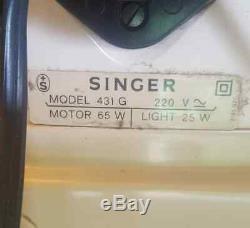 S
SINGER
MODEL 431 G 220 V ~
MOTOR 65 W LIGHT 25 W